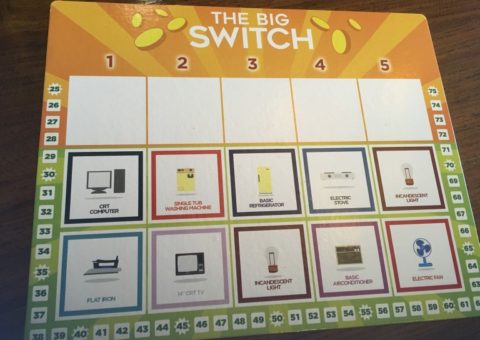 THE BIG
SWITCH
1 2 3 4 5
25 75
26 74
27 73
28 72
29 71
30 70
31 69
32 68
33 67
34 66
35 65
36 64
37 63
CRT
COMPUTER
SINGLE TUB
WASHING MACHINE
BASIC
REFRIGERATOR
ELECTRIC
STOVE
INCANDESCENT
LIGHT
FLAT IRON
14" CRT TV
INCANDESCENT
LIGHT
BASIC
AIRCONDITIONER
ELECTRIC FAN
38 39 40 41 42 43 44 45 46 47 48 49 50 51 52 53 54 55 56 57 58 59 60 61 62